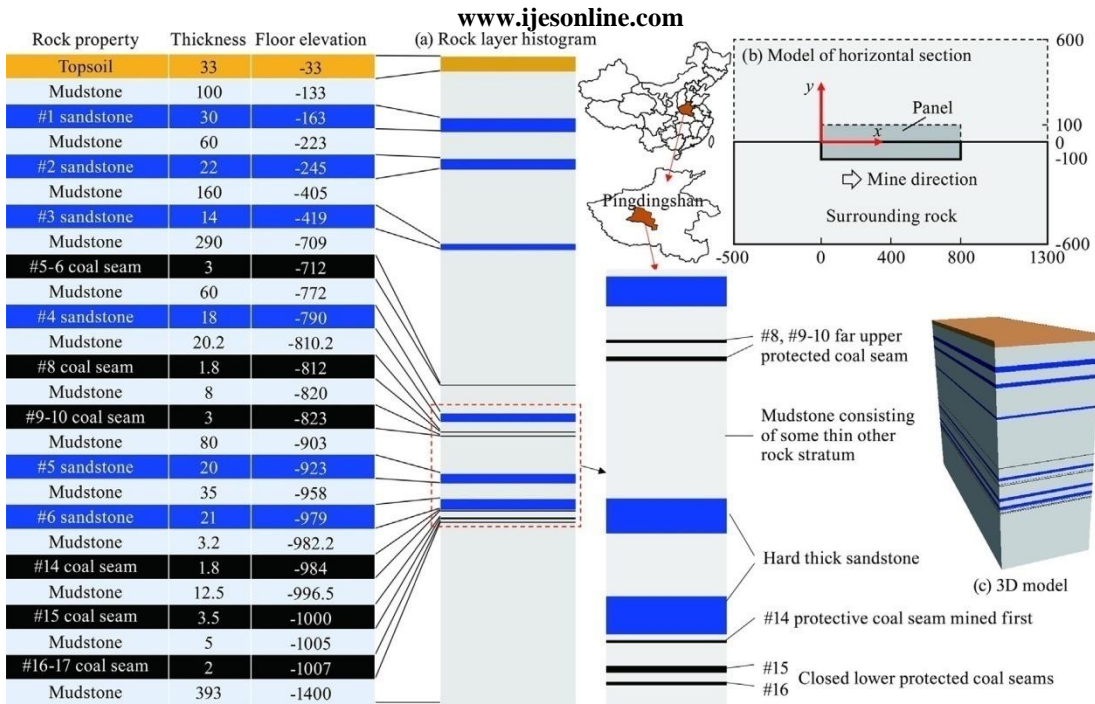 www.ijesonline.com
Rock property Thickness Floor elevation
Topsoil 33 -33
Mudstone 100 -133
#1 sandstone 30 -163
Mudstone 60 -223
#2 sandstone 22 -245
Mudstone 160 -405
#3 sandstone 14 -419
Mudstone 290 -709
#5-6 coal seam 3 -712
Mudstone 60 -772
#4 sandstone 18 -790
Mudstone 20.2 -810.2
#8 coal seam 1.8 -812
Mudstone 8 -820
#9-10 coal seam 3 -823
Mudstone 80 -903
#5 sandstone 20 -923
Mudstone 35 -958
#6 sandstone 21 -979
Mudstone 3.2 -982.2
#14 coal seam 1.8 -984
Mudstone 12.5 -996.5
#15 coal seam 3.5 -1000
Mudstone 5 -1005
#16-17 coal seam 2 -1007
Mudstone 393 -1400
(a) Rock layer histogram
Pingdingshan
(b) Model of horizontal section
600
y
Panel
100
x
0
-100
Mine direction
Surrounding rock
-600
-500 0 400 800 1300
#8, #9-10 far upper
protected coal seam
Mudstone consisting
of some thin other
rock stratum
Hard thick sandstone
#14 protective coal seam mined first
#15
#16
Closed lower protected coal seams
(c) 3D model